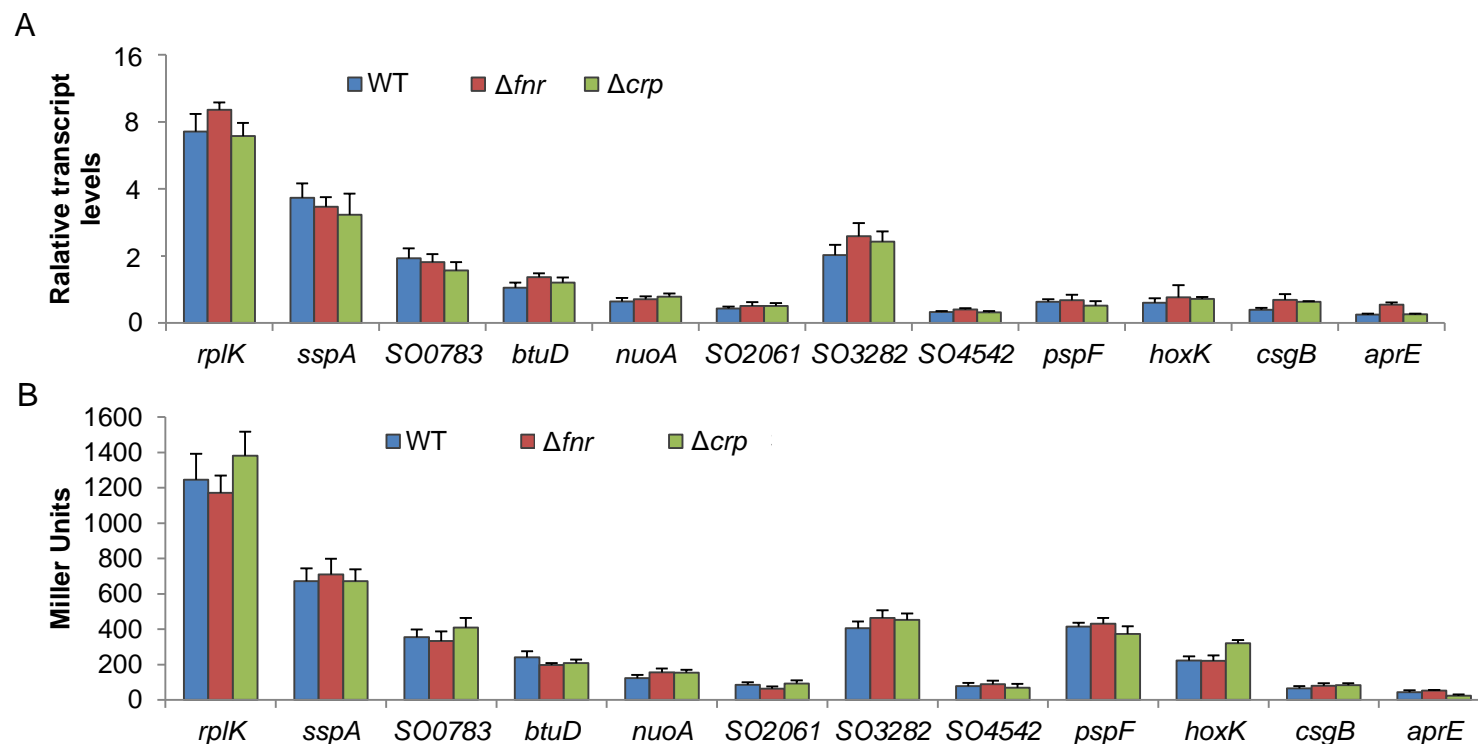 A
16
8
4
2
0
Ralative transcript
levels
WT Δfnr Δcrp
rplK sspA SO0783 btuD nuoA SO2061 SO3282 SO4542 pspF hoxK csgB aprE
B
1600
1400
1200
1000
800
600
400
200
0
Miller Units
WT Δfnr Δcrp
rplK sspA SO0783 btuD nuoA SO2061 SO3282 SO4542 pspF hoxK csgB aprE